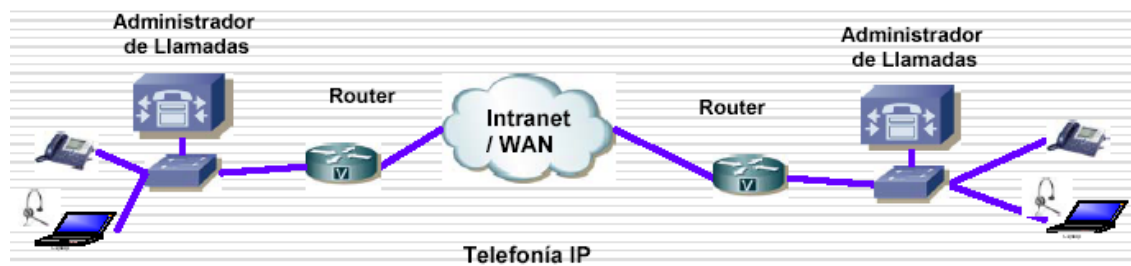 Administrador
de Llamadas
Router
Intranet
/ WAN
Router
Administrador
de Llamadas
V
V
Telefonía IP